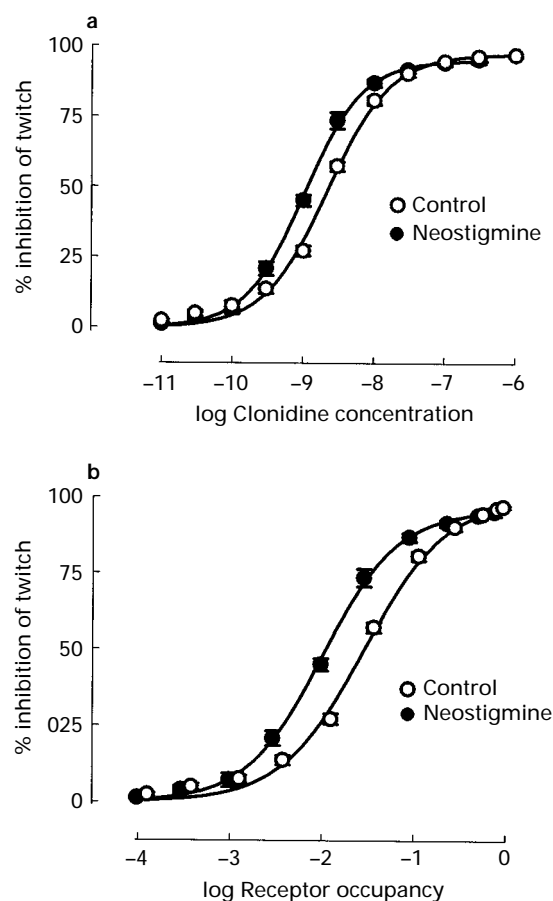 a
100
75
50
25
0
% inhibition of twitch
Control
Neostigmine
−11 −10 −9 −8 −7 −6
log Clonidine concentration
b
100
75
50
025
0
% inhibition of twitch
Control
Neostigmine
−4 −3 −2 −1 0
log Receptor occupancy